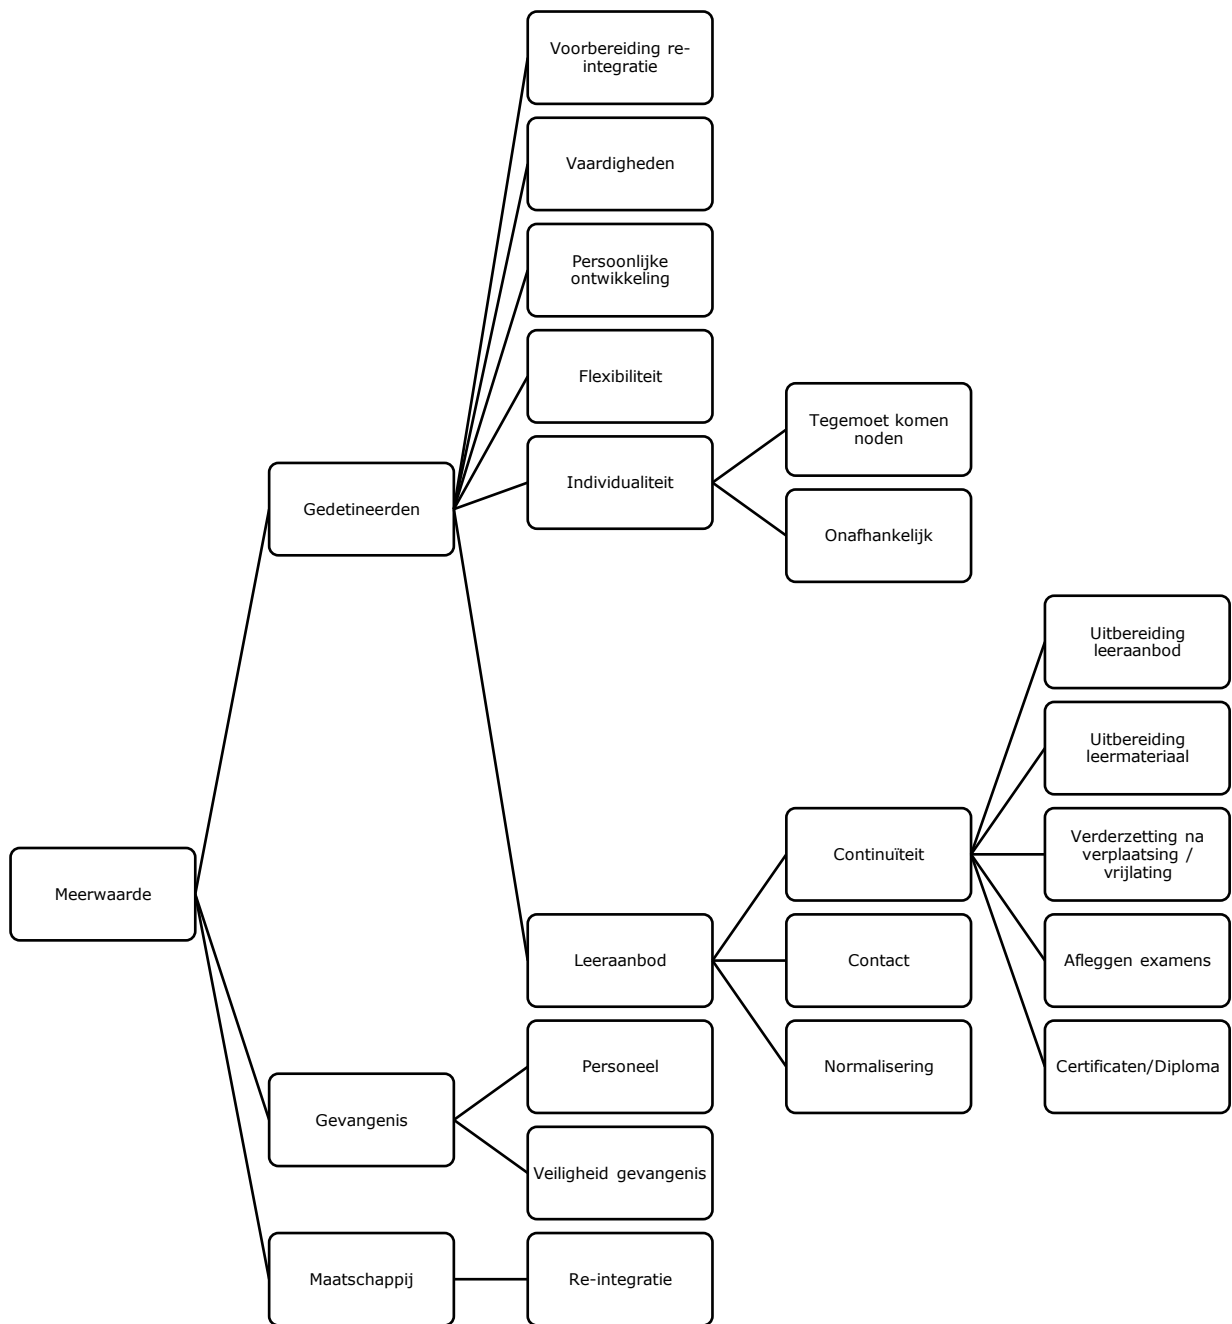 Voorbereiding re-
integratie
Vaardigheden
Persoonlijke
ontwikkeling
Flexibiliteit
Tegemoet komen
noden
Individualiteit
Gedetineerden
Onafhankelijk
Uitbereiding
leeraanbod
Uitbereiding
leermateriaal
Continuïteit
Verderzetting na
verplaatsing /
vrijlating
Meerwaarde
Leeraanbod
Contact
Afleggen examens
Personeel
Normalisering
Certificaten/Diploma
Gevangenis
Veiligheid gevangenis
Maatschappij
Re-integratie